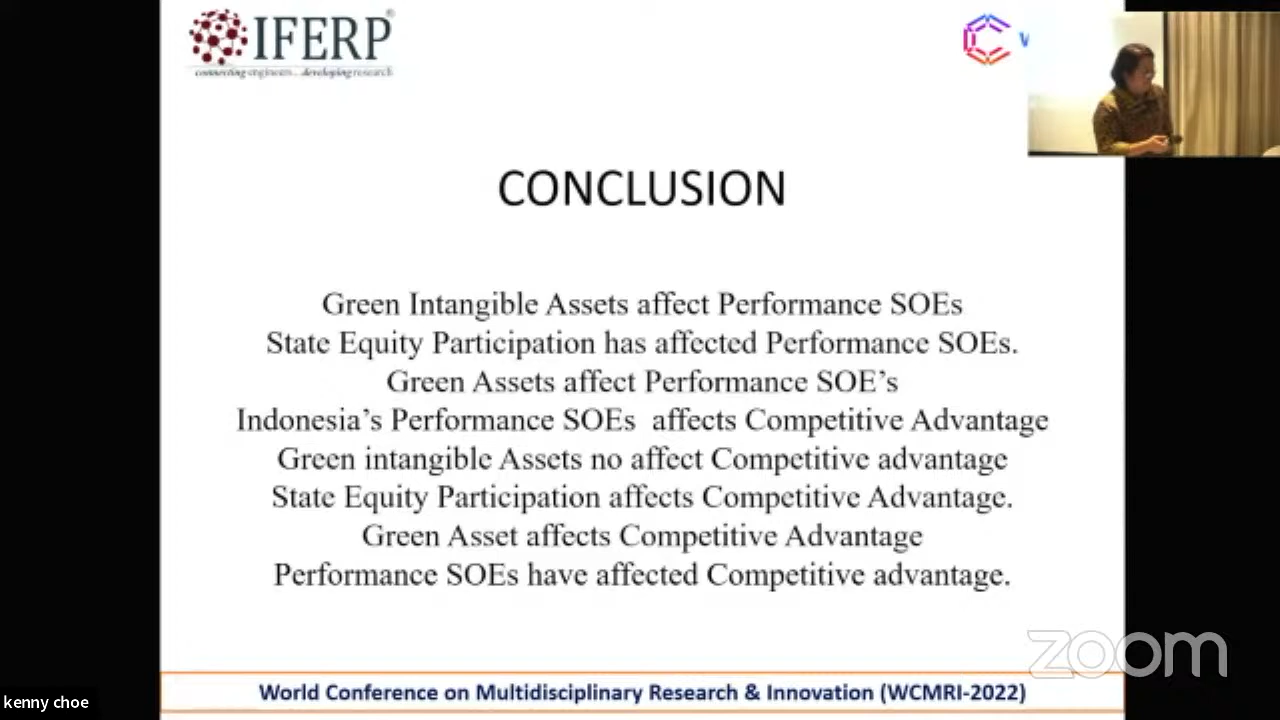 IFERP®
connecting engineers... developing research
CONCLUSION
Green Intangible Assets affect Performance SOEs
State Equity Participation has affected Performance SOEs.
Green Assets affect Performance SOE’s
Indonesia’s Performance SOEs  affects Competitive Advantage
Green intangible Assets no affect Competitive advantage
State Equity Participation affects Competitive Advantage.
Green Asset affects Competitive Advantage
Performance SOEs have affected Competitive advantage.
zoom
World Conference on Multidisciplinary Research & Innovation (WCMRI-2022)
kenny choe